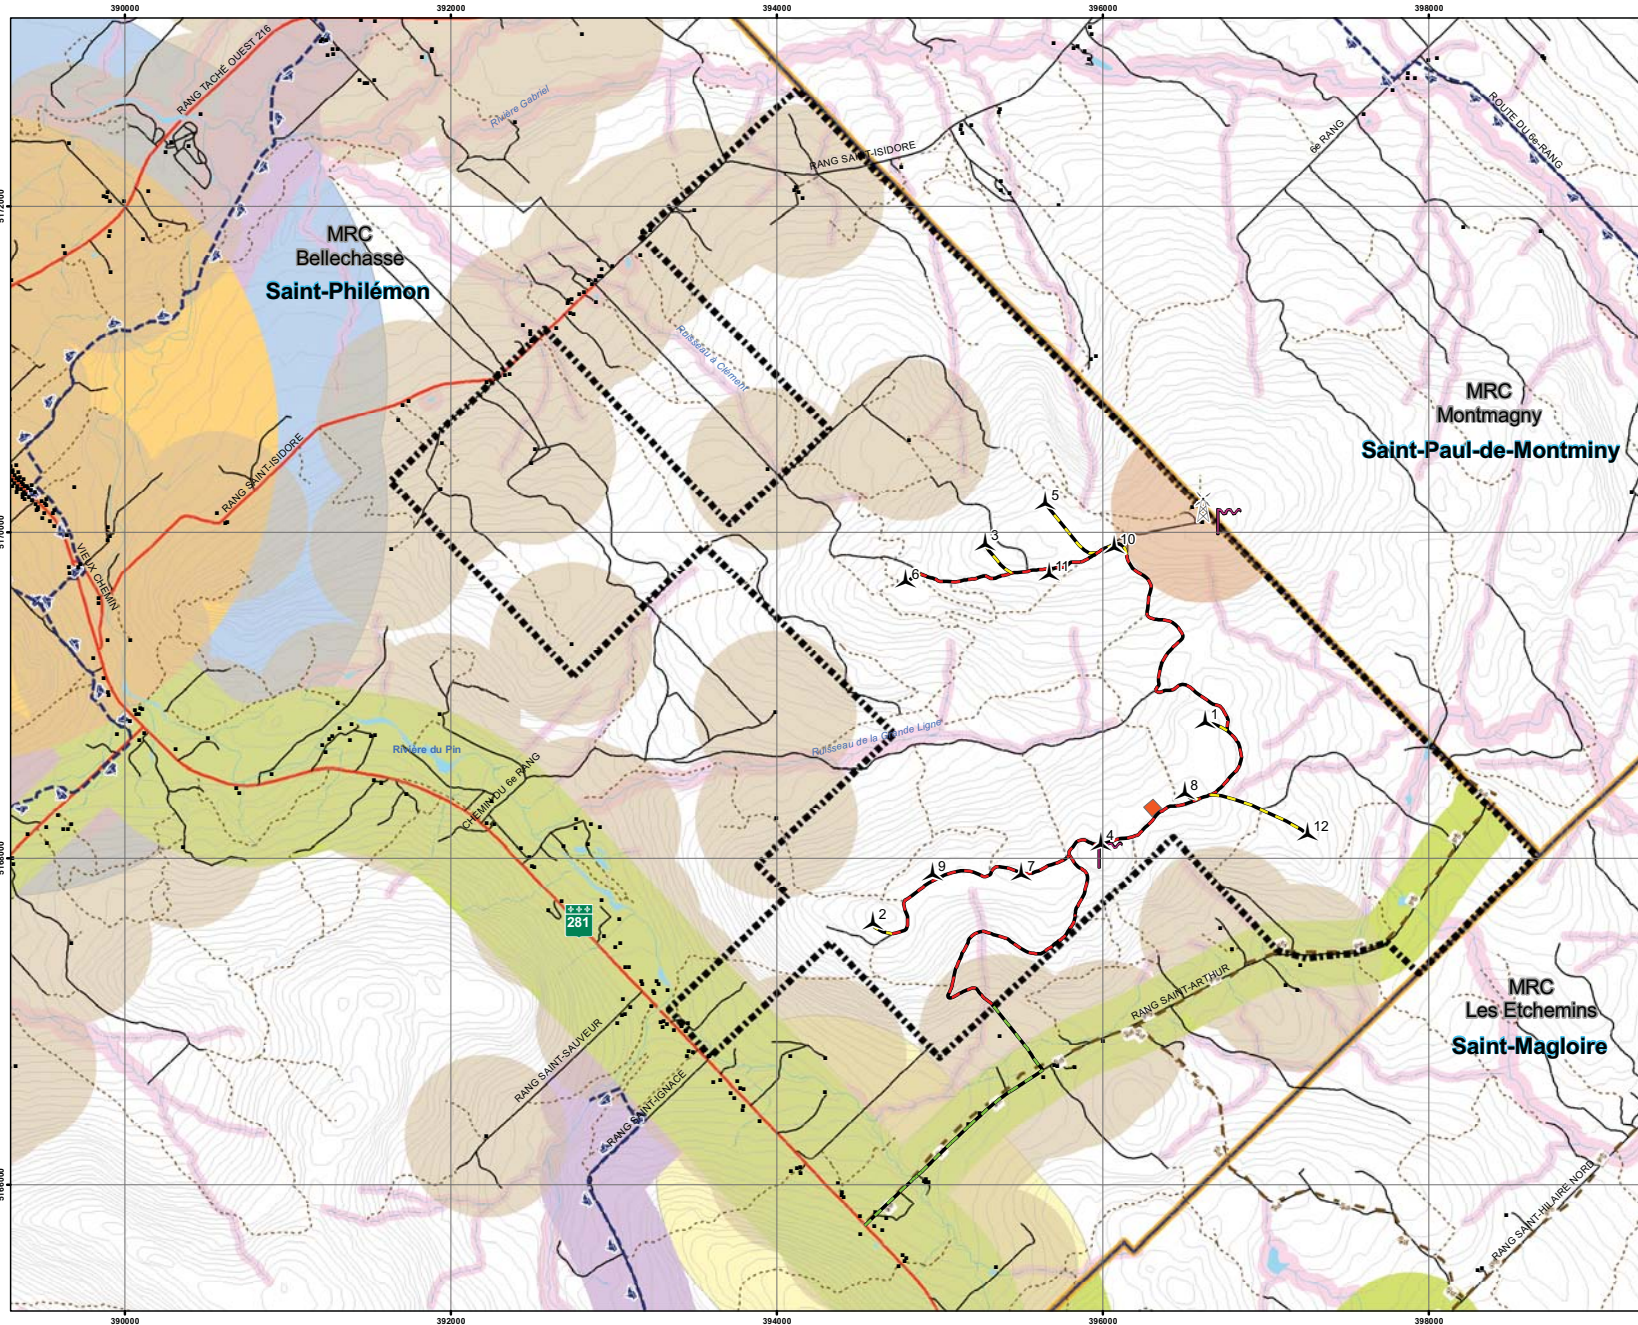 390000
392000
394000
396000
398000
RANG TACHÉ OUEST 216
Rivière Gabriel
RANG SAINT-ISIDORE
6e RANG
ROUTE DU 6e-RANG
5172000
MRC
Bellechasse
Saint-Philémon
Ruisseau à Clément
MRC
Montmagny
Saint-Paul-de-Montminy
RANG SAINT-ISIDORE
5
3
10
11
6
5170000
VIEUX CHEMIN
1
Ruisseau de la Grande Ligne
Rivière du Pin
CHEMIN DU 6e RANG
8
12
4
9
7
5168000
2
281
RANG SAINT-ARTHUR
MRC
Les Etchemins
Saint-Magloire
RANG SAINT-SAUVEUR
RANG SAINT-IGNACE
5166000
RANG SAINT-HILAIRE NORD
390000
392000
394000
396000
398000